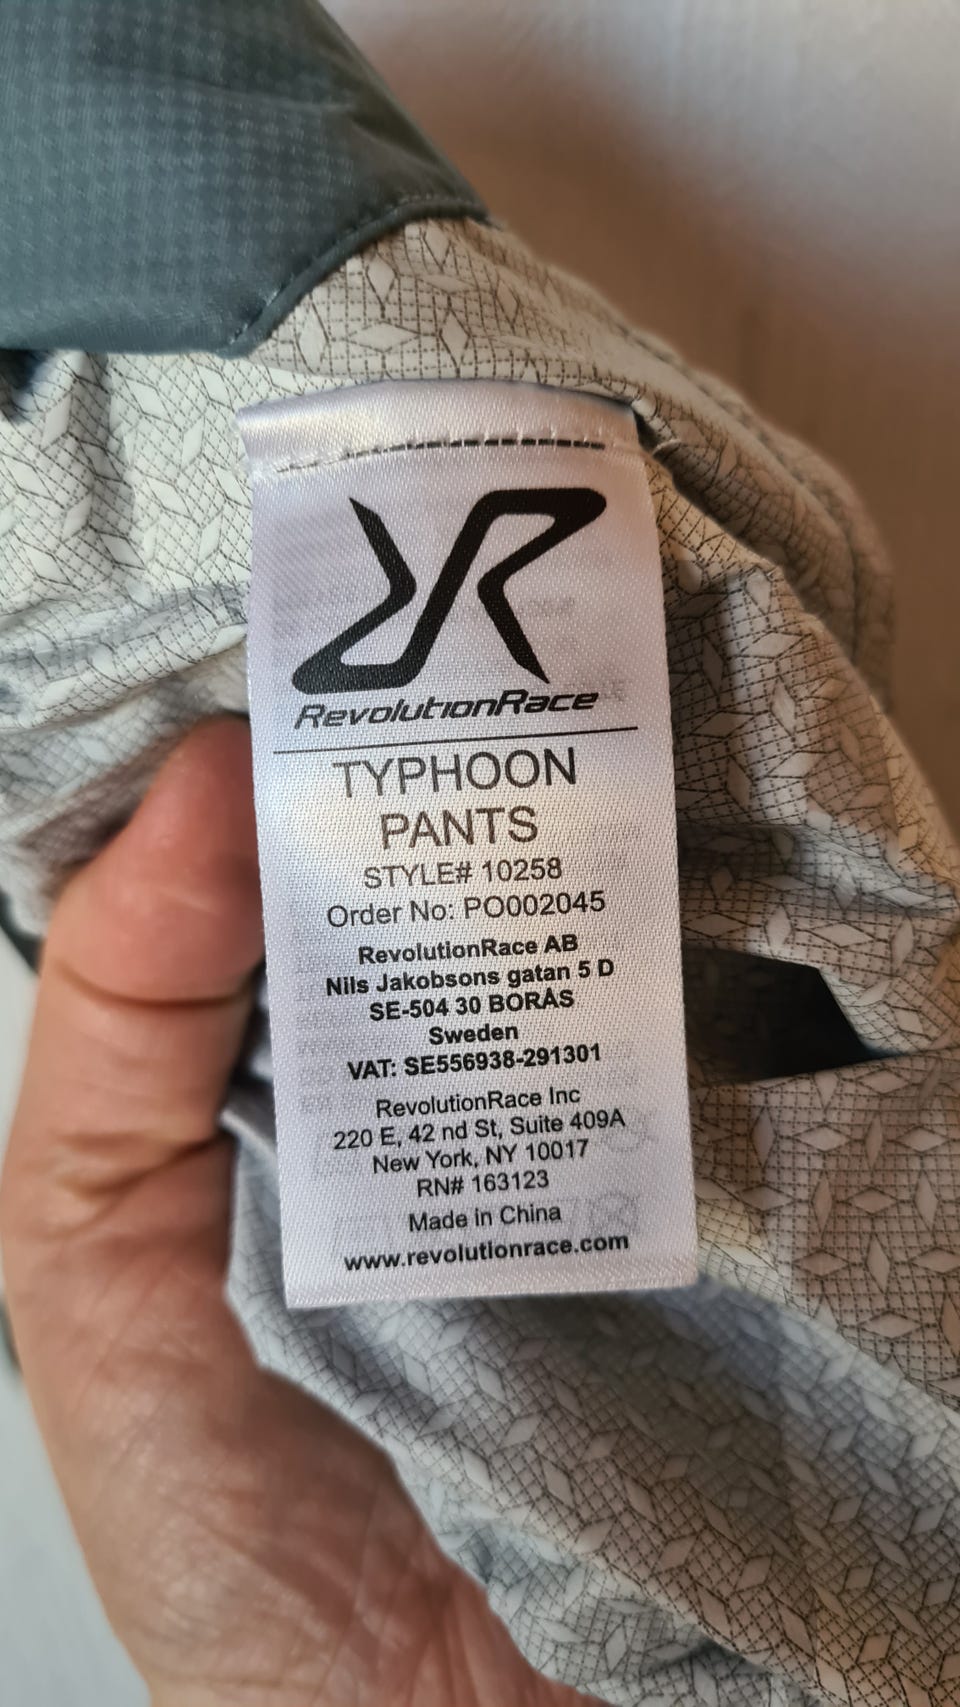 RevolutionRace
TYPHOON
PANTS
STYLE# 10258
Order No: PO002045
RevolutionRace AB
Nils Jakobsons gatan 5 D
SE-504 30 BORÅS
Sweden
VAT: SE556938-291301
RevolutionRace Inc
220 E, 42 nd St, Suite 409A
New York, NY 10017
RN# 163123
Made in China
www.revolutionrace.com